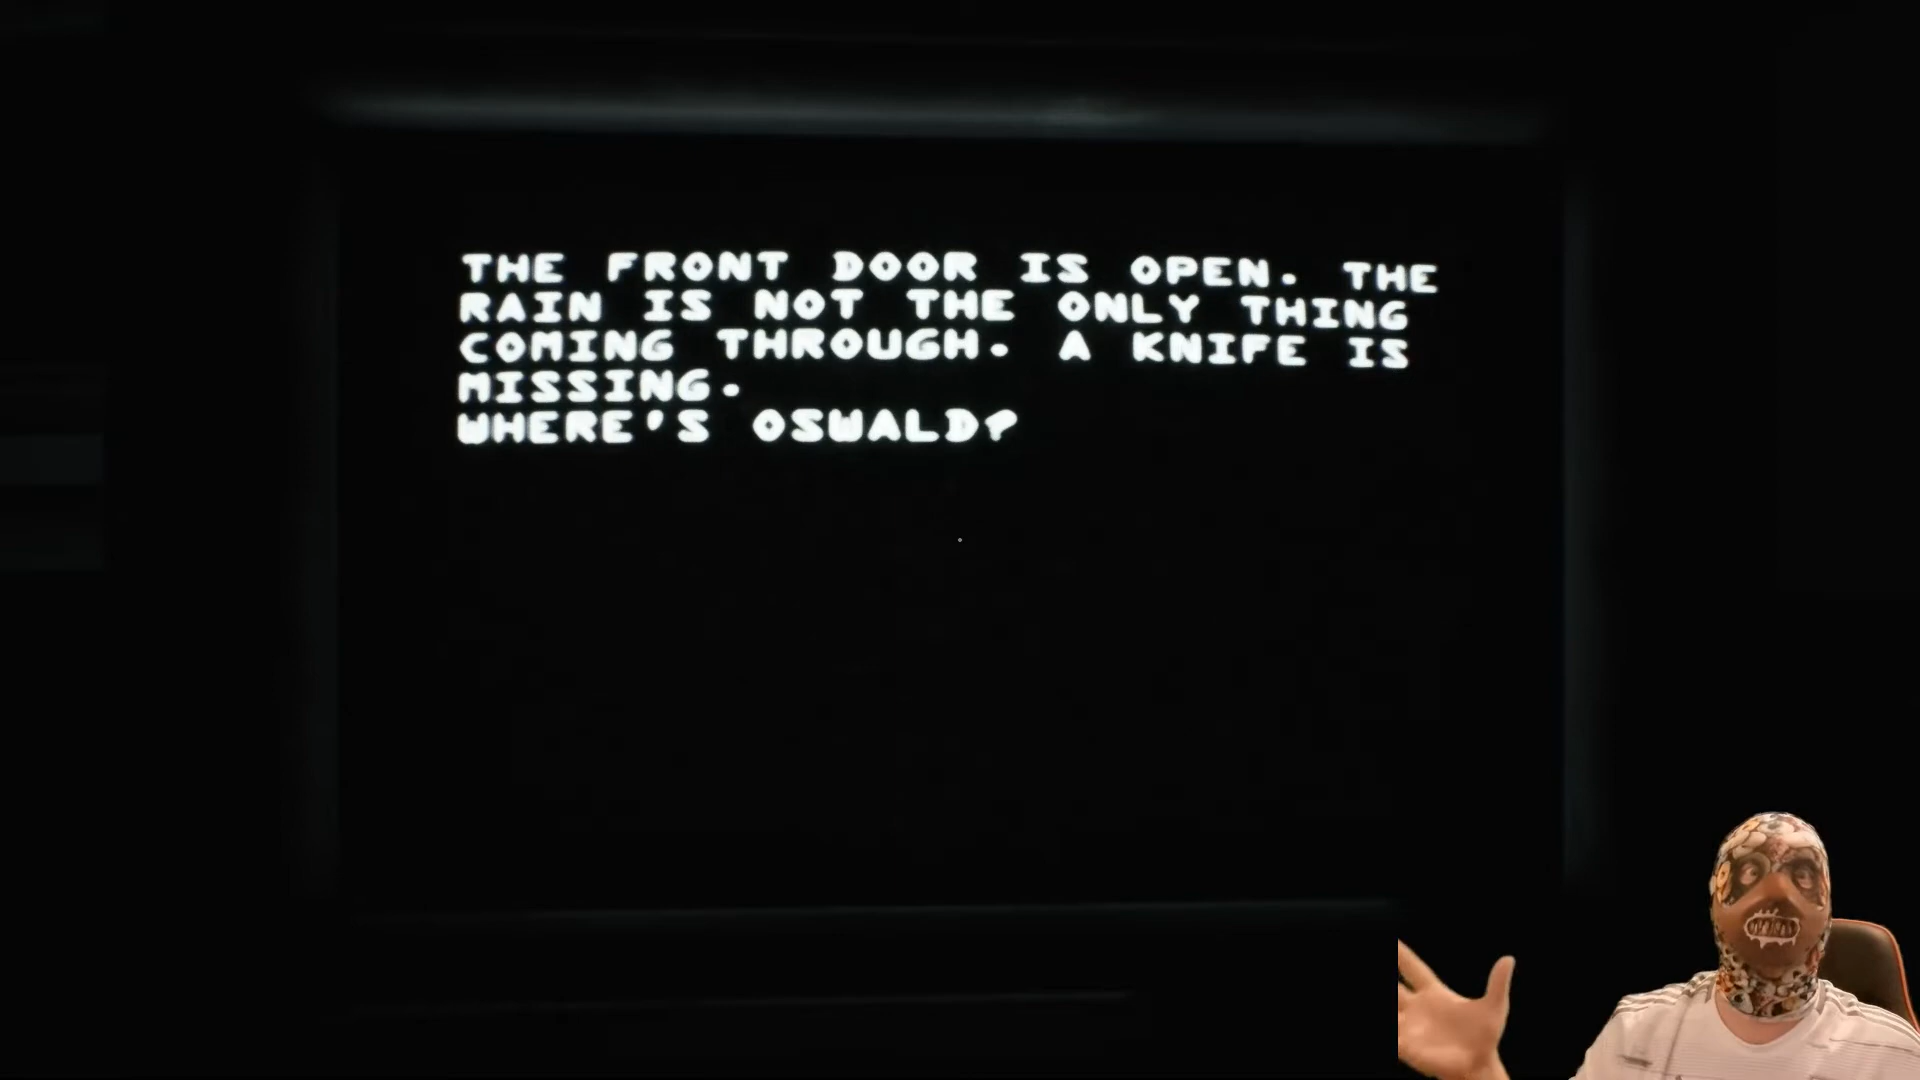 THE FRONT DOOR IS OPEN. THE
RAIN IS NOT THE ONLY THING
COMING THROUGH. A KNIFE IS
MISSING.
WHERE'S OSWALD?